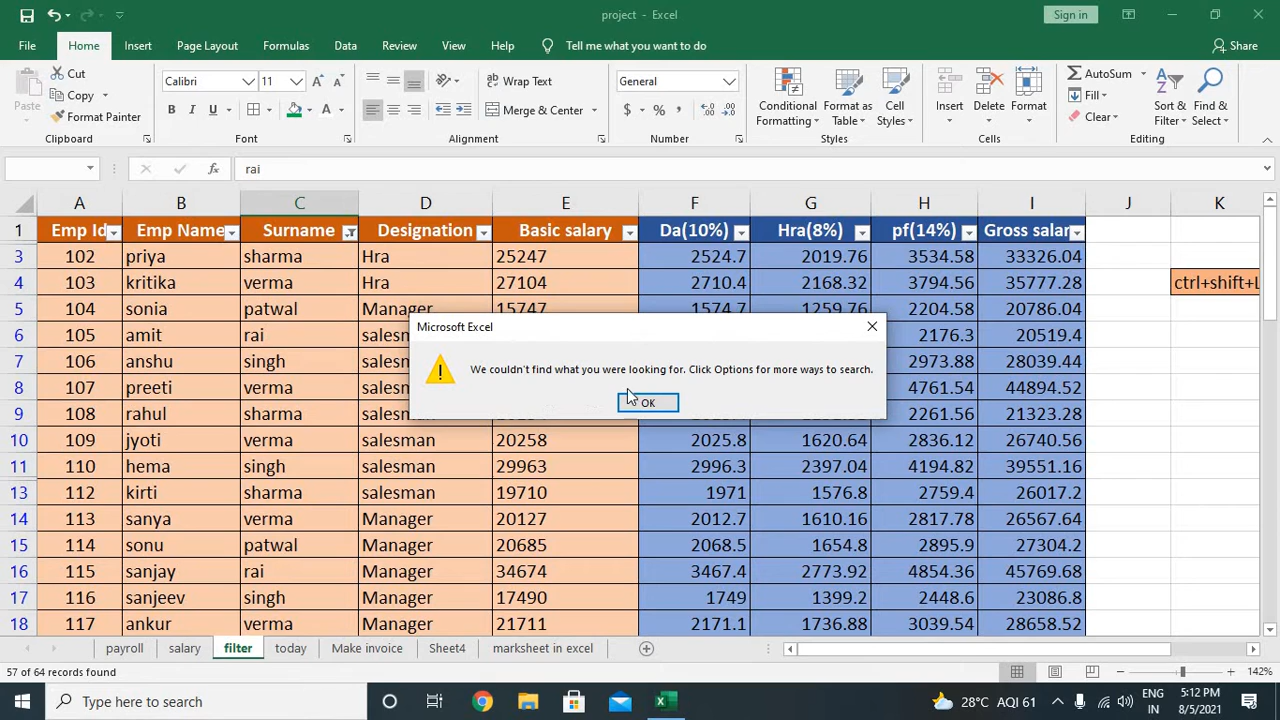 project - Excel
Sign in
File Home Insert Page Layout Formulas Data Review View Help Tell me what you want to do Share
Paste Cut Copy Format Painter Clipboard
Calibri 11 B I U A Font
Wrap Text Merge & Center Alignment
General $ % , Number
Conditional Formatting Format as Table Cell Styles Styles
Insert Delete Format Cells
AutoSum Fill Clear Sort & Filter Find & Select Editing
fx rai
A B C D E F G H I J K
1 Emp Id Emp Name Surname Designation Basic salary Da(10%) Hra(8%) pf(14%) Gross salar
3 102 priya sharma Hra 25247 2524.7 2019.76 3534.58 33326.04
4 103 kritika verma Hra 27104 2710.4 2168.32 3794.56 35777.28 ctrl+shift+L
5 104 sonia patwal Manager 15747 1574.7 1259.76 2204.58 20786.04
6 105 amit rai salesm 2176.3 20519.4
7 106 anshu singh salesm 2973.88 28039.44
8 107 preeti sharma salesm 4761.54 44894.52
9 108 rahul sharma salesm 2261.56 21323.28
10 109 jyoti verma salesman 20258 2025.8 1620.64 2836.12 26740.56
11 110 hema singh salesman 29963 2996.3 2397.04 4194.82 39551.16
13 112 kirti sharma salesman 19710 1971 1576.8 2759.4 26017.2
14 113 sanya verma Manager 20127 2012.7 1610.16 2817.78 26567.64
15 114 sonu patwal Manager 20685 2068.5 1654.8 2895.9 27304.2
16 115 sanjay rai Manager 34674 3467.4 2773.92 4854.36 45769.68
17 116 sanjeev singh Manager 17490 1749 1399.2 2448.6 23086.8
18 117 ankur verma Manager 21711 2171.1 1736.88 3039.54 28658.52
Microsoft Excel
We couldn't find what you were looking for. Click Options for more ways to search.
OK
payroll salary filter today Make invoice Sheet4 marksheet in excel
57 of 64 records found 142%
Type here to search 28°C AQI 61 ENG IN 5:12 PM 8/5/2021